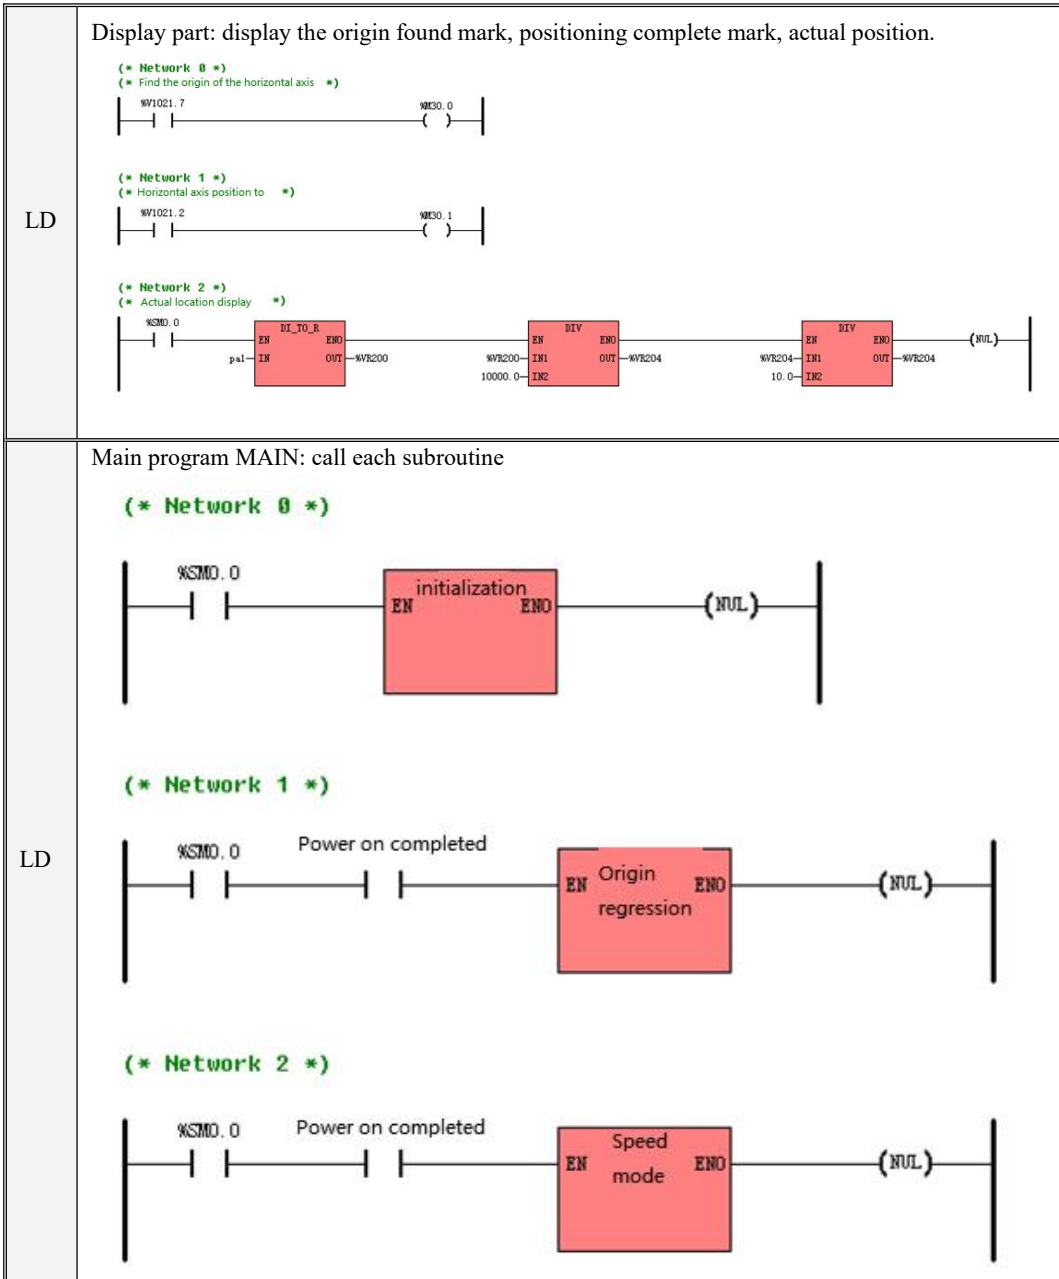 Display part: display the origin found mark, positioning complete mark, actual position.
(* Network 0 *)
(* Find the origin of the horizontal axis *)
%V1021.7 %M30.0
( )
(* Network 1 *)
(* Horizontal axis position to *)
%V1021.2 %M30.1
( )
LD
(* Network 2 *)
(* Actual location display *)
%SM0.0 DI_TO_R DIV DIV
EN ENO EN ENO EN ENO (NUL)
pa1 IN OUT %VR200 %VR200 IN1 OUT %VR204 %VR204 IN1 OUT %VR204
10000.0 IN2 10.0 IN2
Main program MAIN: call each subroutine
(* Network 0 *)
%SM0.0 initialization
EN ENO (NUL)
(* Network 1 *)
%SM0.0 Power on completed
LD
EN Origin ENO (NUL)
regression
(* Network 2 *)
%SM0.0 Power on completed Speed
EN mode ENO (NUL)